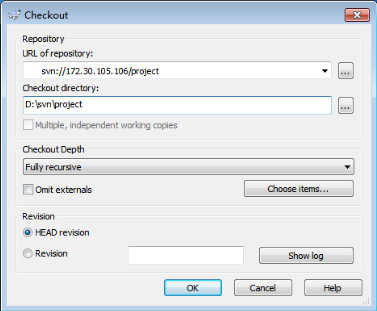 Checkout
Repository
URL of repository:
svn://172.30.105.106/project
...
Checkout directory:
D:\svn\project
...
Multiple, independent working copies
Checkout Depth
Fully recursive
Omit externals
Choose items...
Revision
HEAD revision
Revision
Show log
OK
Cancel
Help